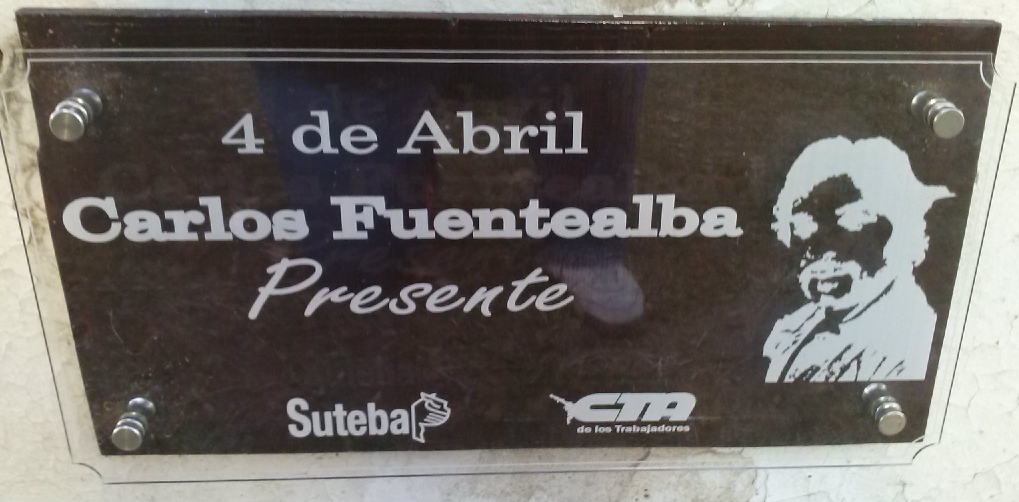 4 de Abril
Carlos Fuentealba
Presente
Suteba
CTA
de los Trabajadores